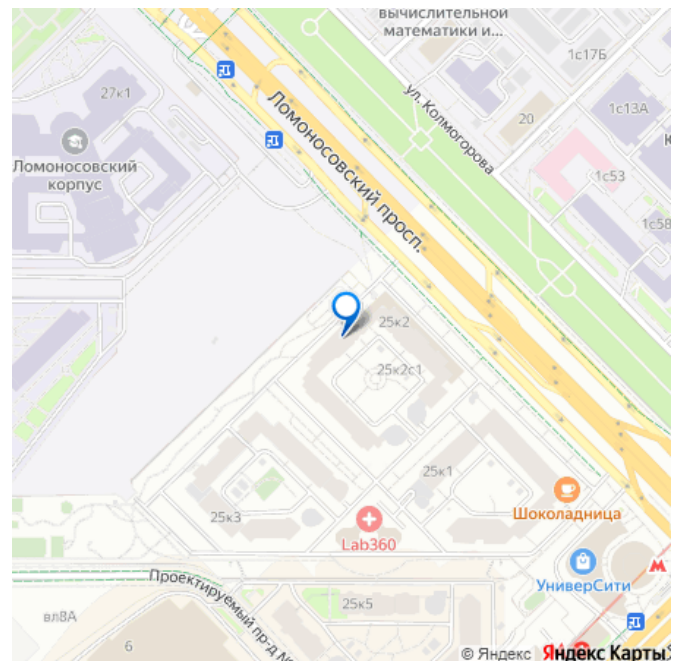 вычислительной
математики и...
1с17Б
27к1
ул. Колмогорова
1с13А
20
Ломоносовский просп.
Ломоносовский
корпус
1с53
1с58
25к2
25к2с1
25к1
Шоколадница
25к3
Lab360
УниверСити
Проектируемый пр-д №
25к5
вл8А
6
© Яндекс
Яндекс Карты